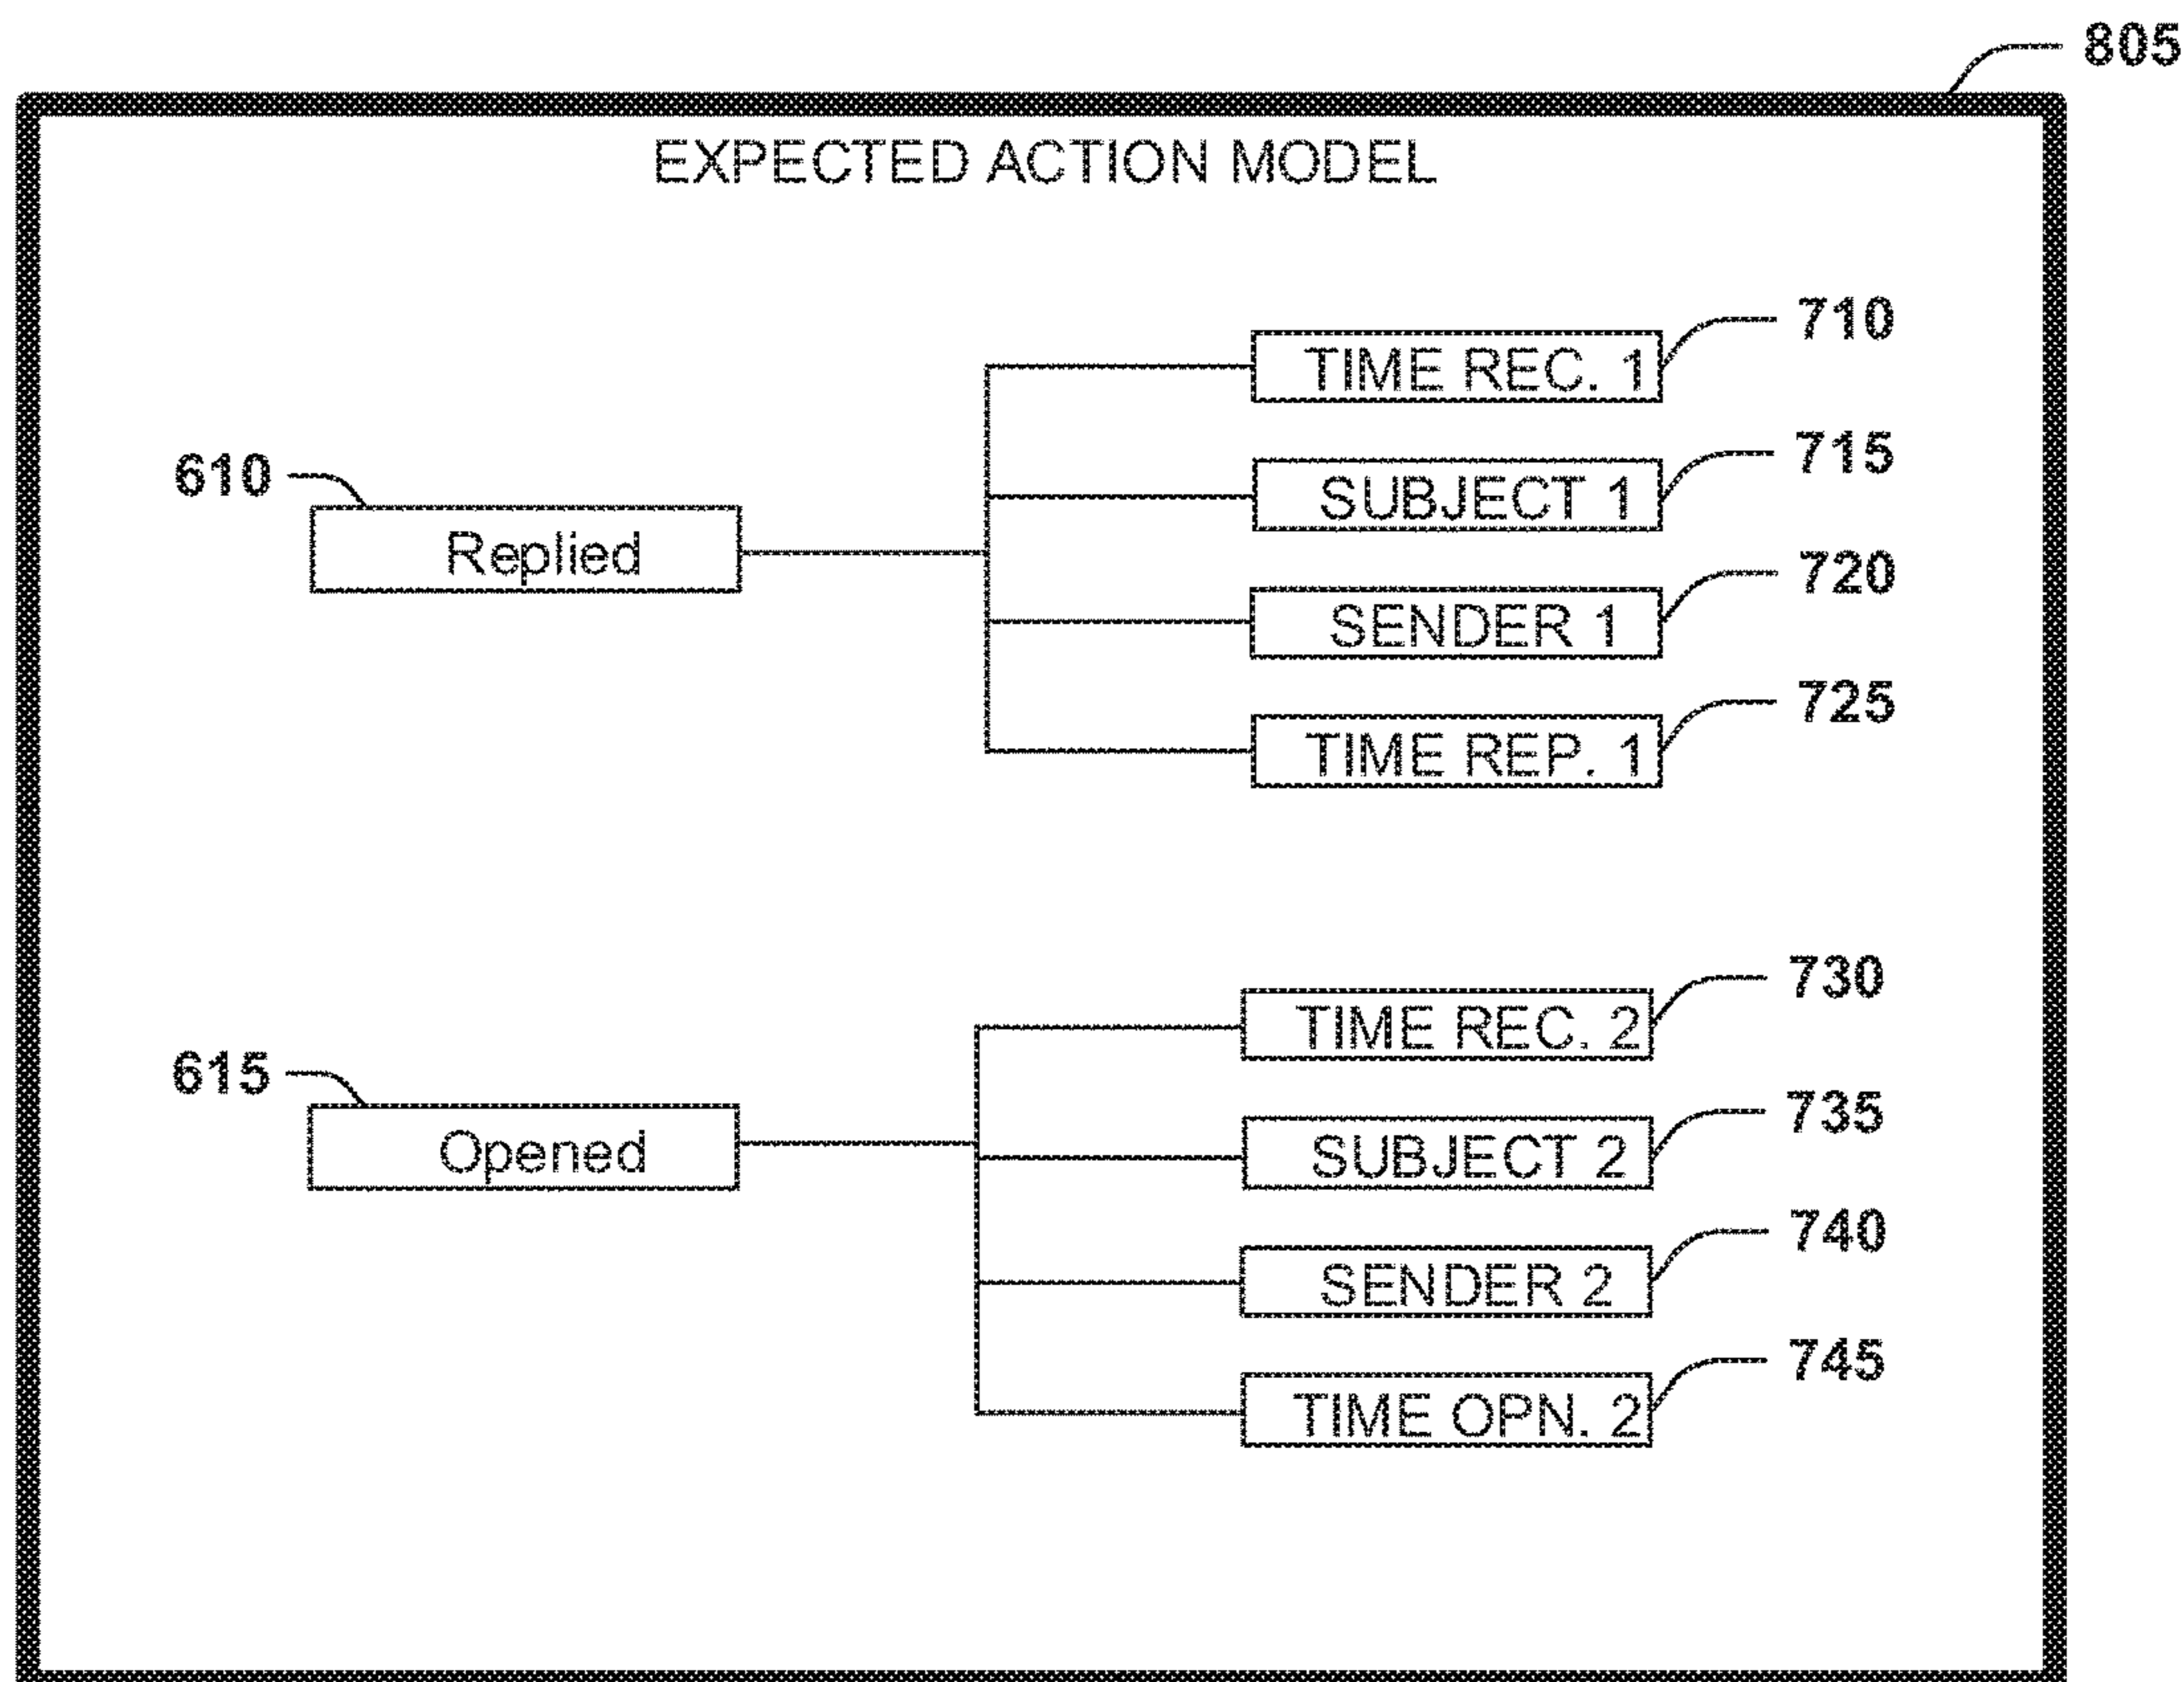 805
EXPECTED ACTION MODEL
710
TIME REC. 1
715
610
SUBJECT 1
Replied
720
SENDER 1
725
TIME REP. 1
730
TIME REC. 2
615
735
Opened
SUBJECT 2
740
SENDER 2
745
TIME OPN. 2